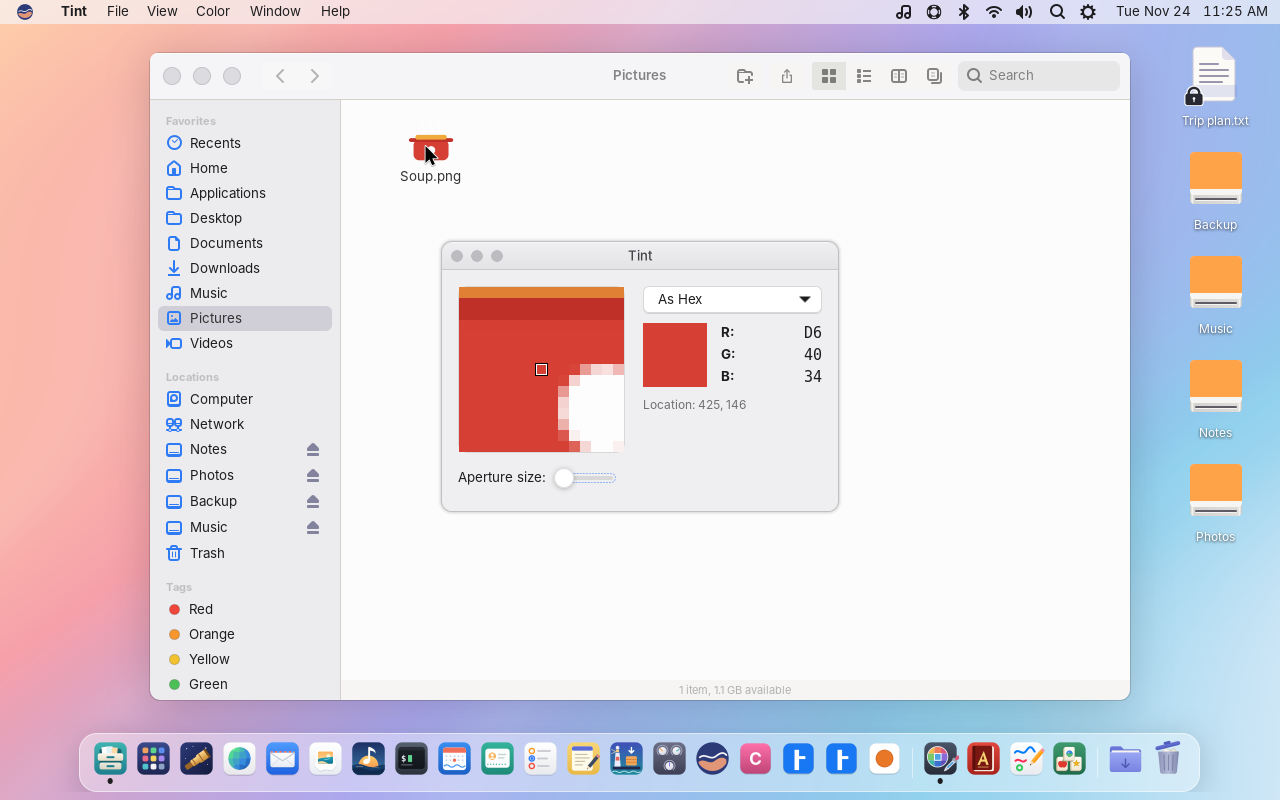 Tint File View Color Window Help
Tue Nov 24 11:25 AM
Pictures
Search
Favorites
Recents
Home
Applications
Desktop
Documents
Downloads
Music
Pictures
Videos
Locations
Computer
Network
Notes
Photos
Backup
Music
Trash
Tags
Red
Orange
Yellow
Green
Soup.png
Tint
As Hex
R: D6
G: 40
B: 34
Location: 425, 146
Aperture size:
1 item, 1.1 GB available
Trip plan.txt
Backup
Music
Notes
Photos
$
C